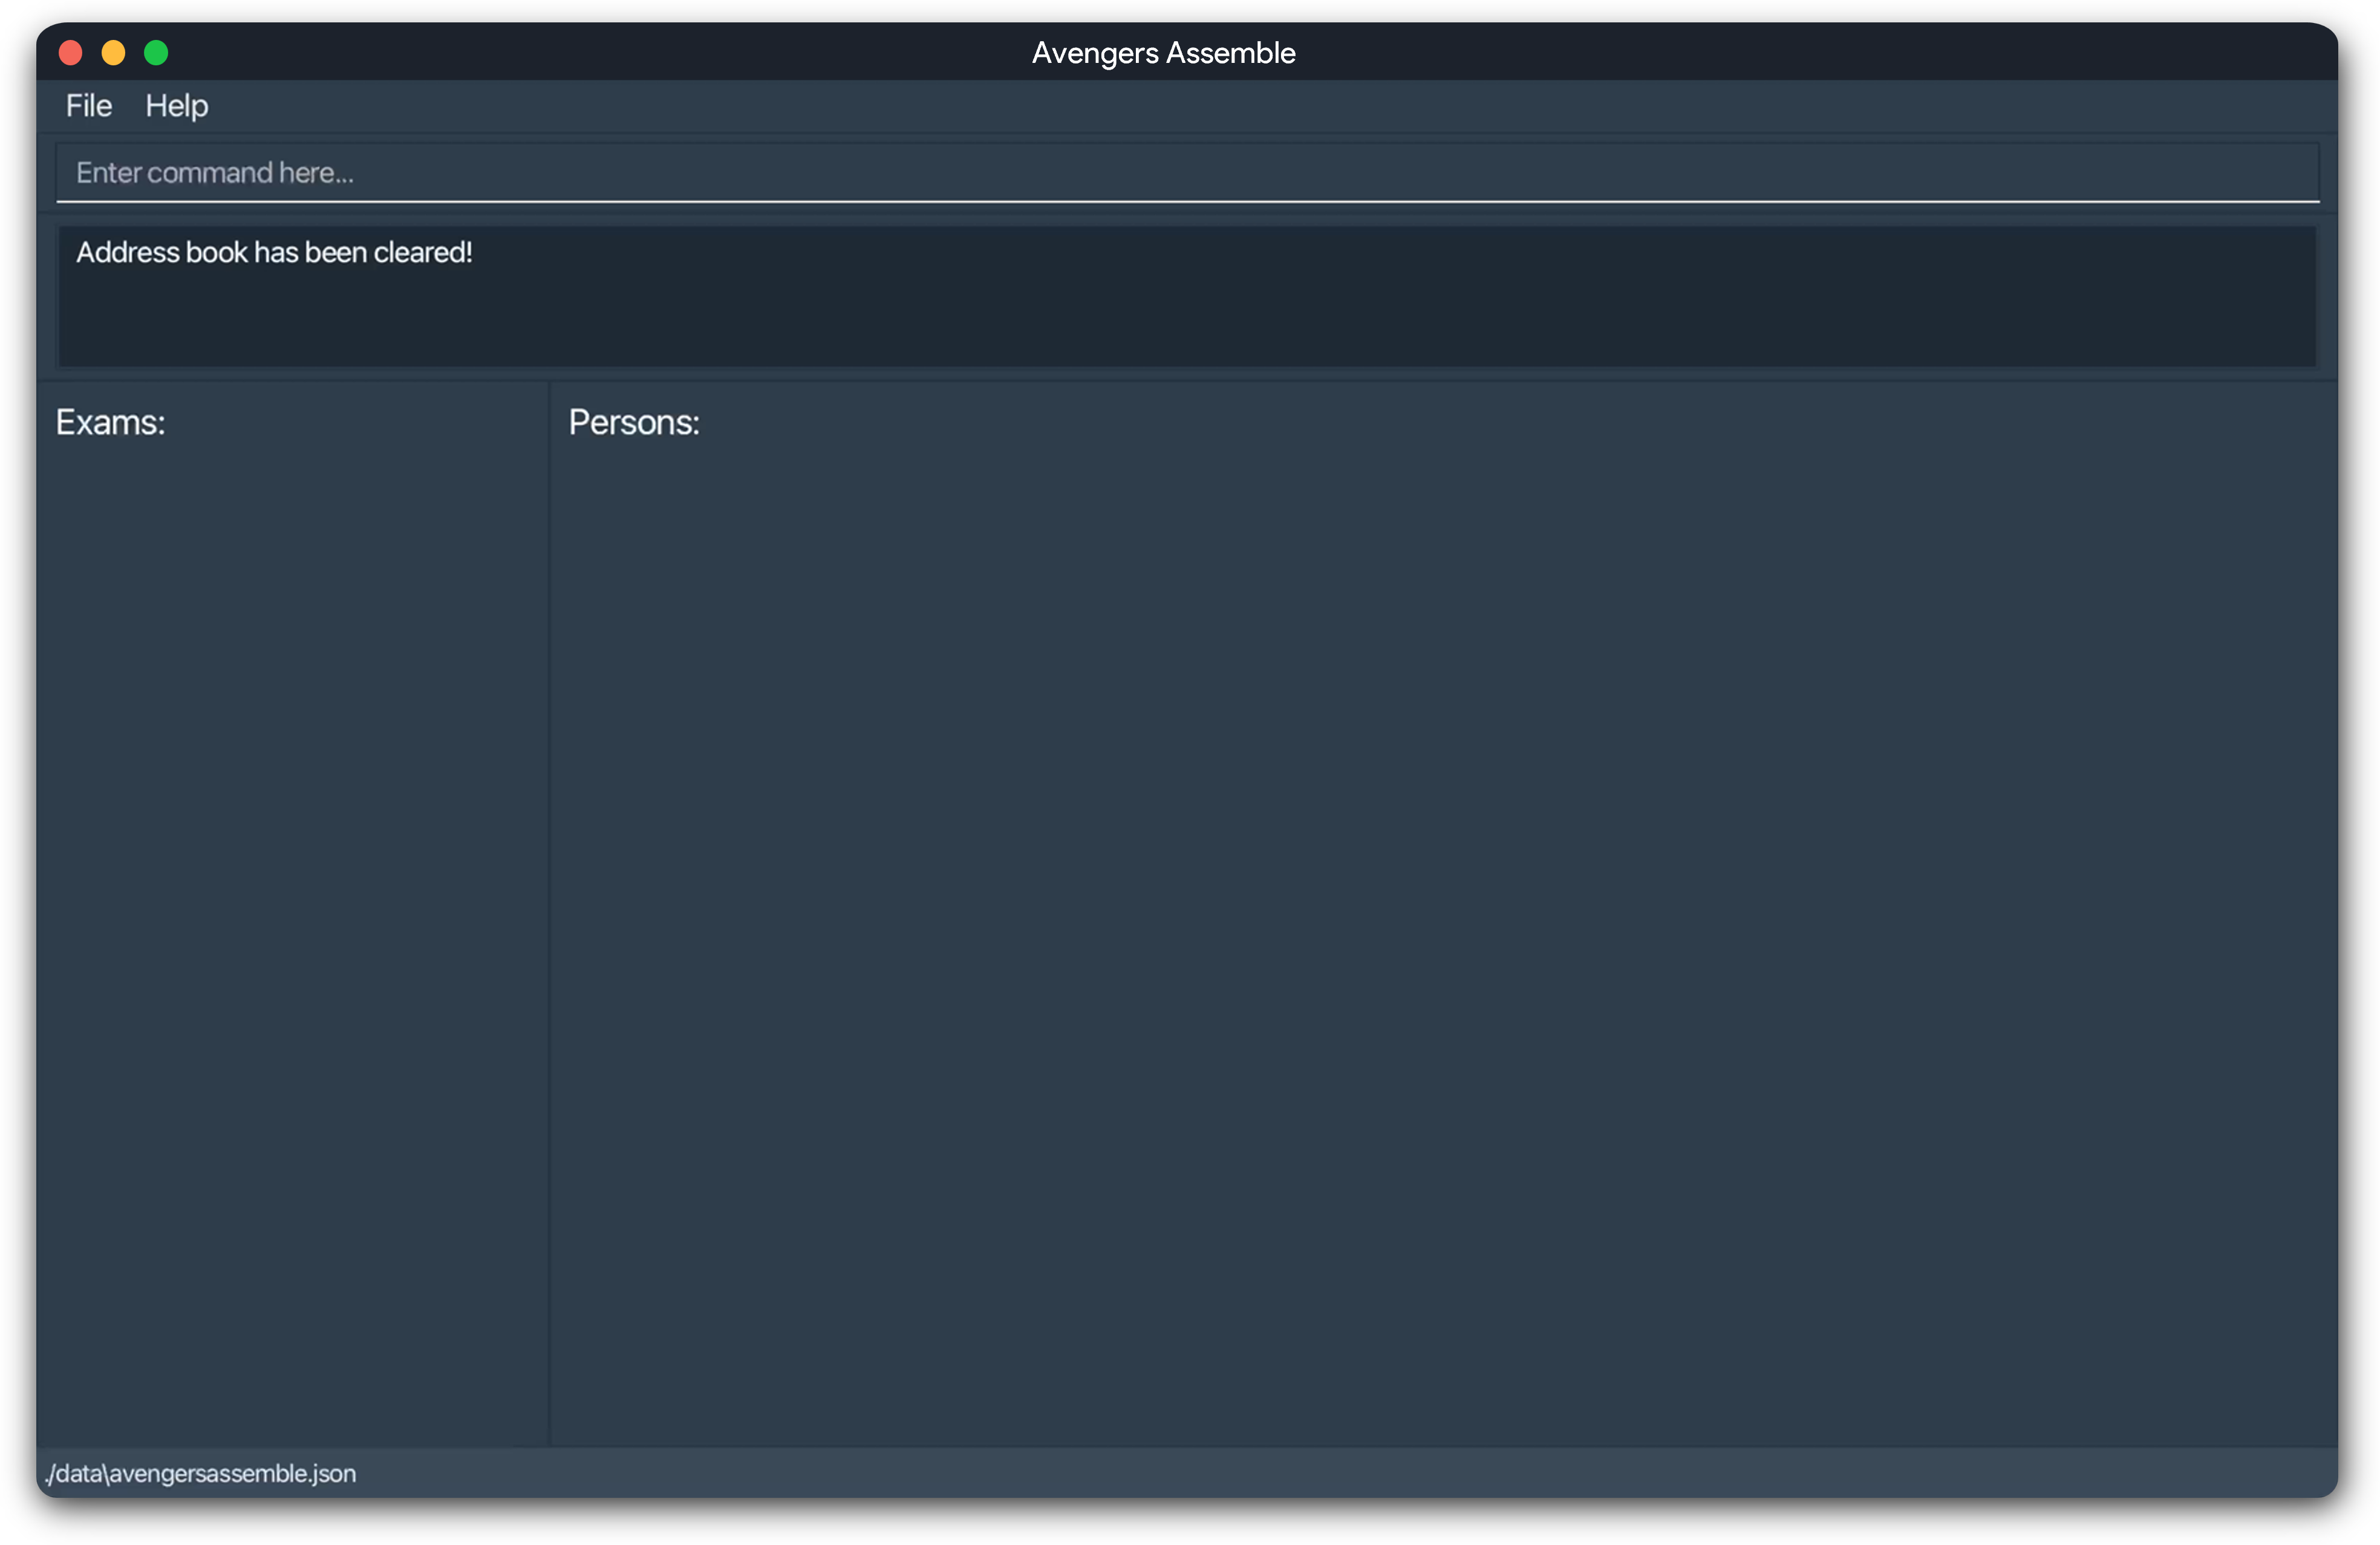 Avengers Assemble
File Help
Enter command here...
Address book has been cleared!
Exams:
Persons:
./data\avengersassemble.json